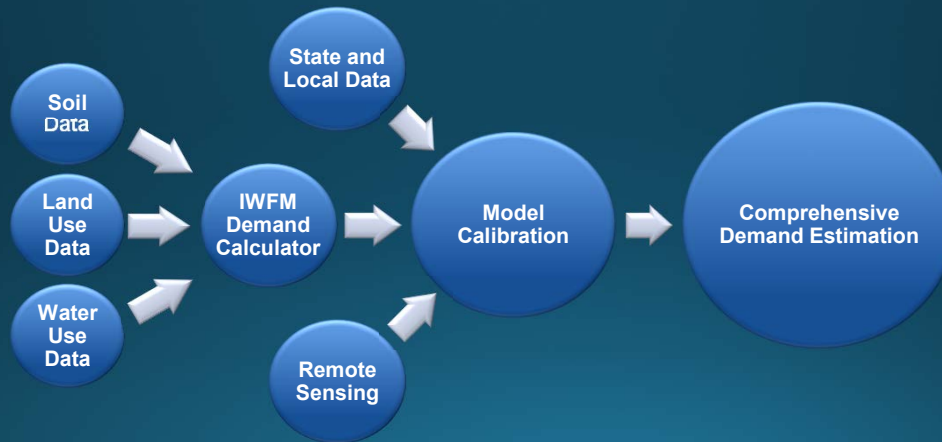 Soil
Data
Land
Use
Data
Water
Use
Data
IWFM
Demand
Calculator
State and
Local Data
Remote
Sensing
Model
Calibration
Comprehensive
Demand Estimation